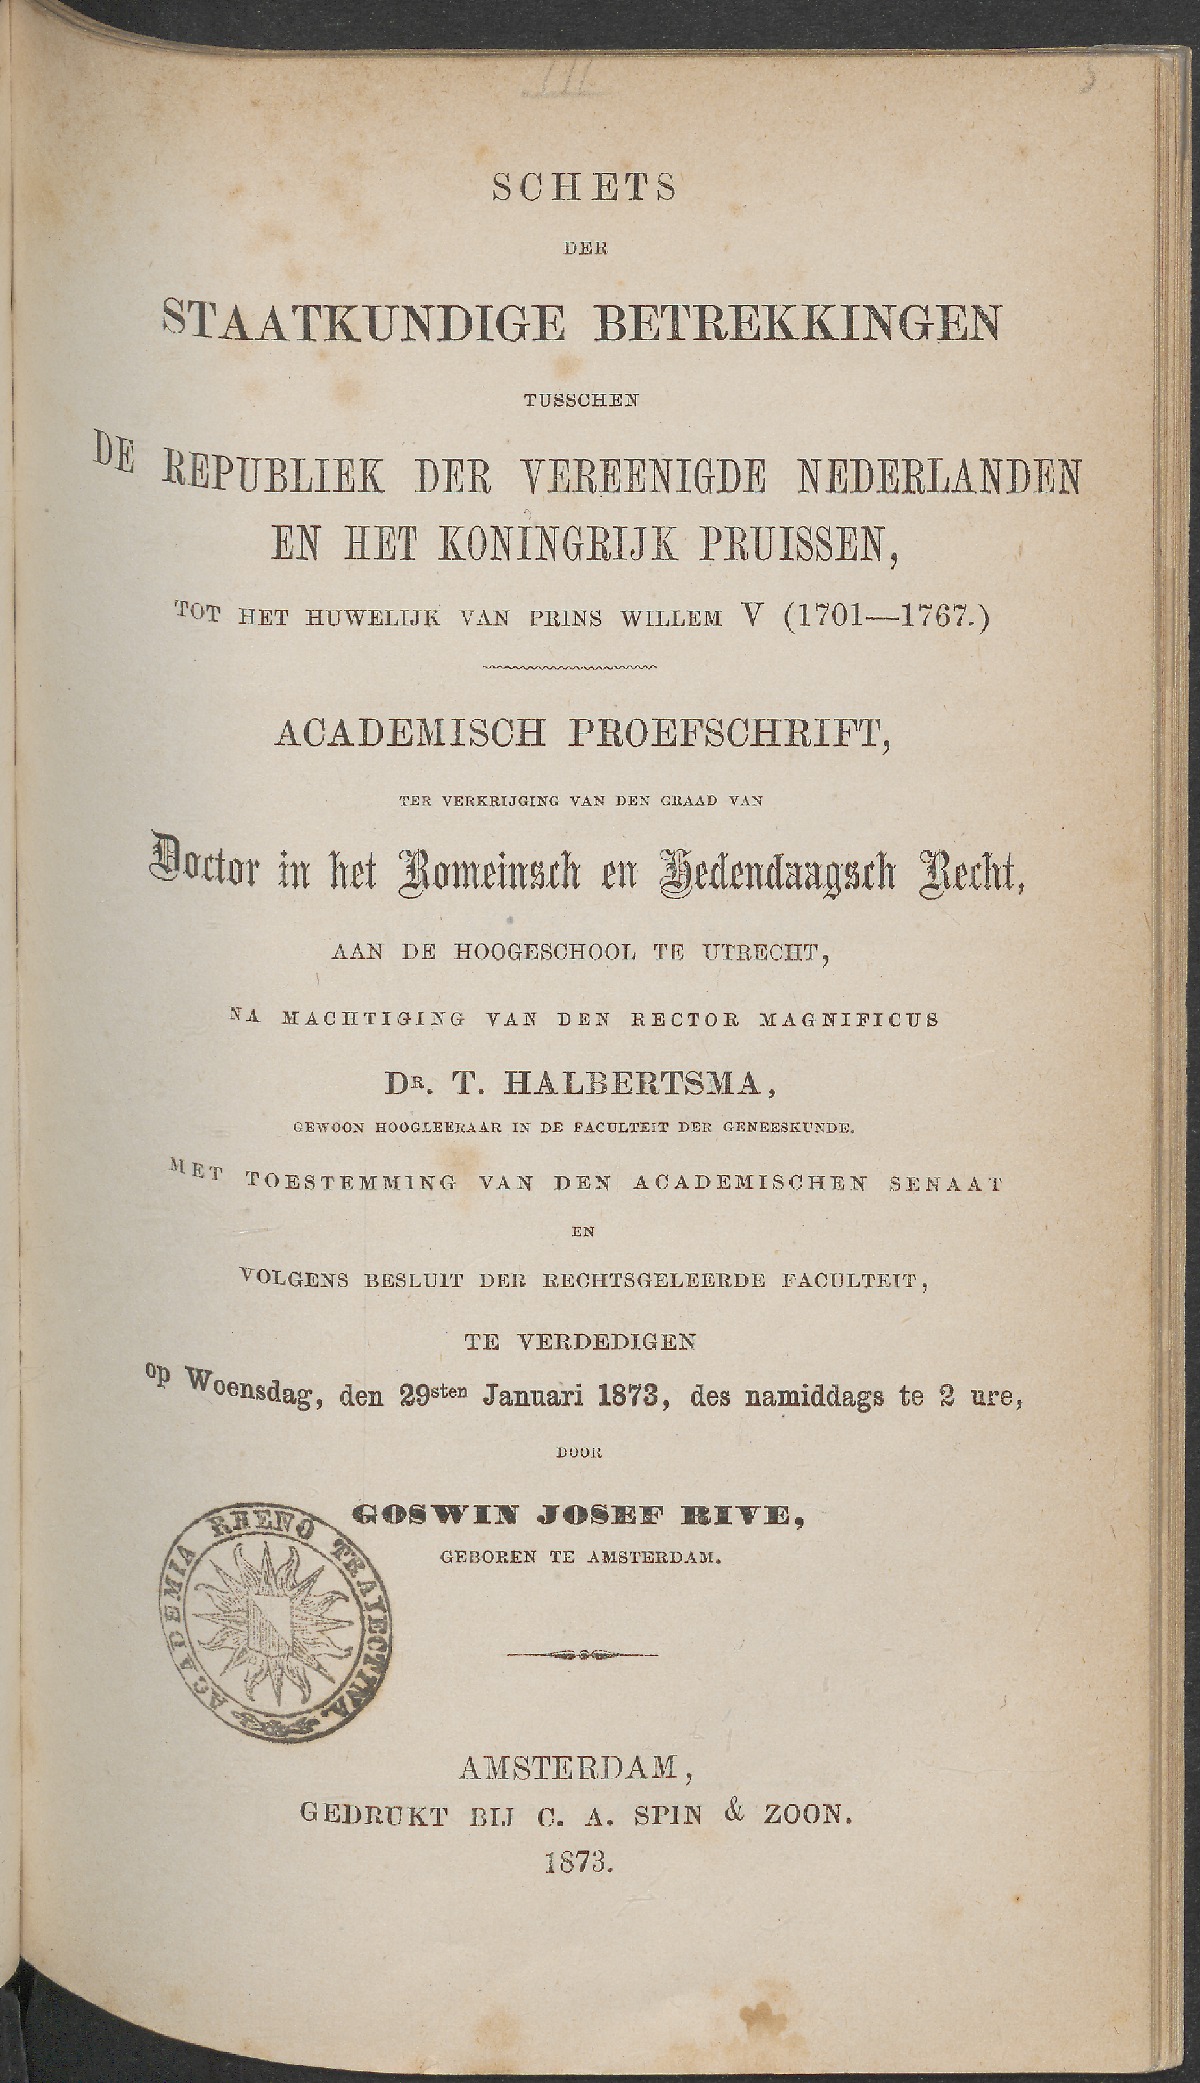 SCHETS
DER
STAATKUNDIGE BETREKKINGEN
TUSSCHEN
DE REPUBLIEK DER VEREENIGDE NEDERLANDEN
EN HET KONINGRIJK PRUISSEN,
TOT HET HUWELIJK VAN PRINS WILLEM V (1701—1767.)
ACADEMISCH PROEFSCHRIFT,
TER VERKRIJGING VAN DEN GRAAD VAN
Doctor in het Romeinsch en Hedendaagsch Recht,
AAN DE HOOGESCHOOL TE UTRECHT,
NA MACHTIGING VAN DEN RECTOR MAGNIFICUS
DR. T. HALBERTSMA,
GEWOON HOOGLEERAAR IN DE FACULTEIT DER GENEESKUNDE.
MET TOESTEMMING VAN DEN ACADEMISCHEN SENAAT
EN
VOLGENS BESLUIT DER RECHTSGELEERDE FACULTEIT,
TE VERDEDIGEN
op Woensdag, den 29sten Januari 1873, des namiddags te 2 ure,
DOOR
GOSWIN JOSEF RIVE,
GEBOREN TE AMSTERDAM.
ACADEMIA RHENO TRAIECTINA.
AMSTERDAM,
GEDRUKT BIJ C. A. SPIN & ZOON.
1873.